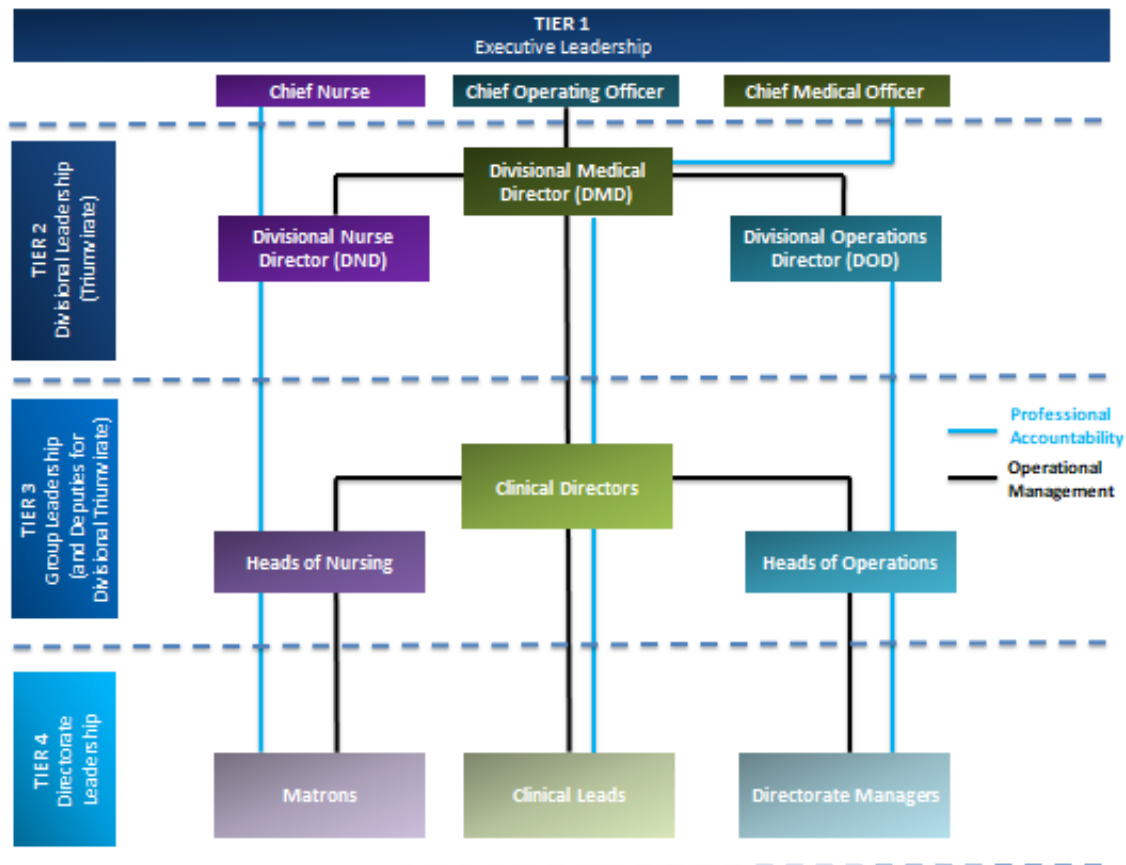 TIER 1
Executive Leadership
Chief Nurse
Chief Operating Officer
Chief Medical Officer
TIER 2
Divisional Leadership
(Triumvirate)
Divisional Medical
Director (DMD)
Divisional Nurse
Director (DND)
Divisional Operations
Director (DOD)
TIER 3
Group Leadership
(and Deputies for
Divisional Triumvirate)
Clinical Directors
Professional
Accountability
Operational
Management
Heads of Nursing
Heads of Operations
TIER 4
Directorate
Leadership
Matrons
Clinical Leads
Directorate Managers